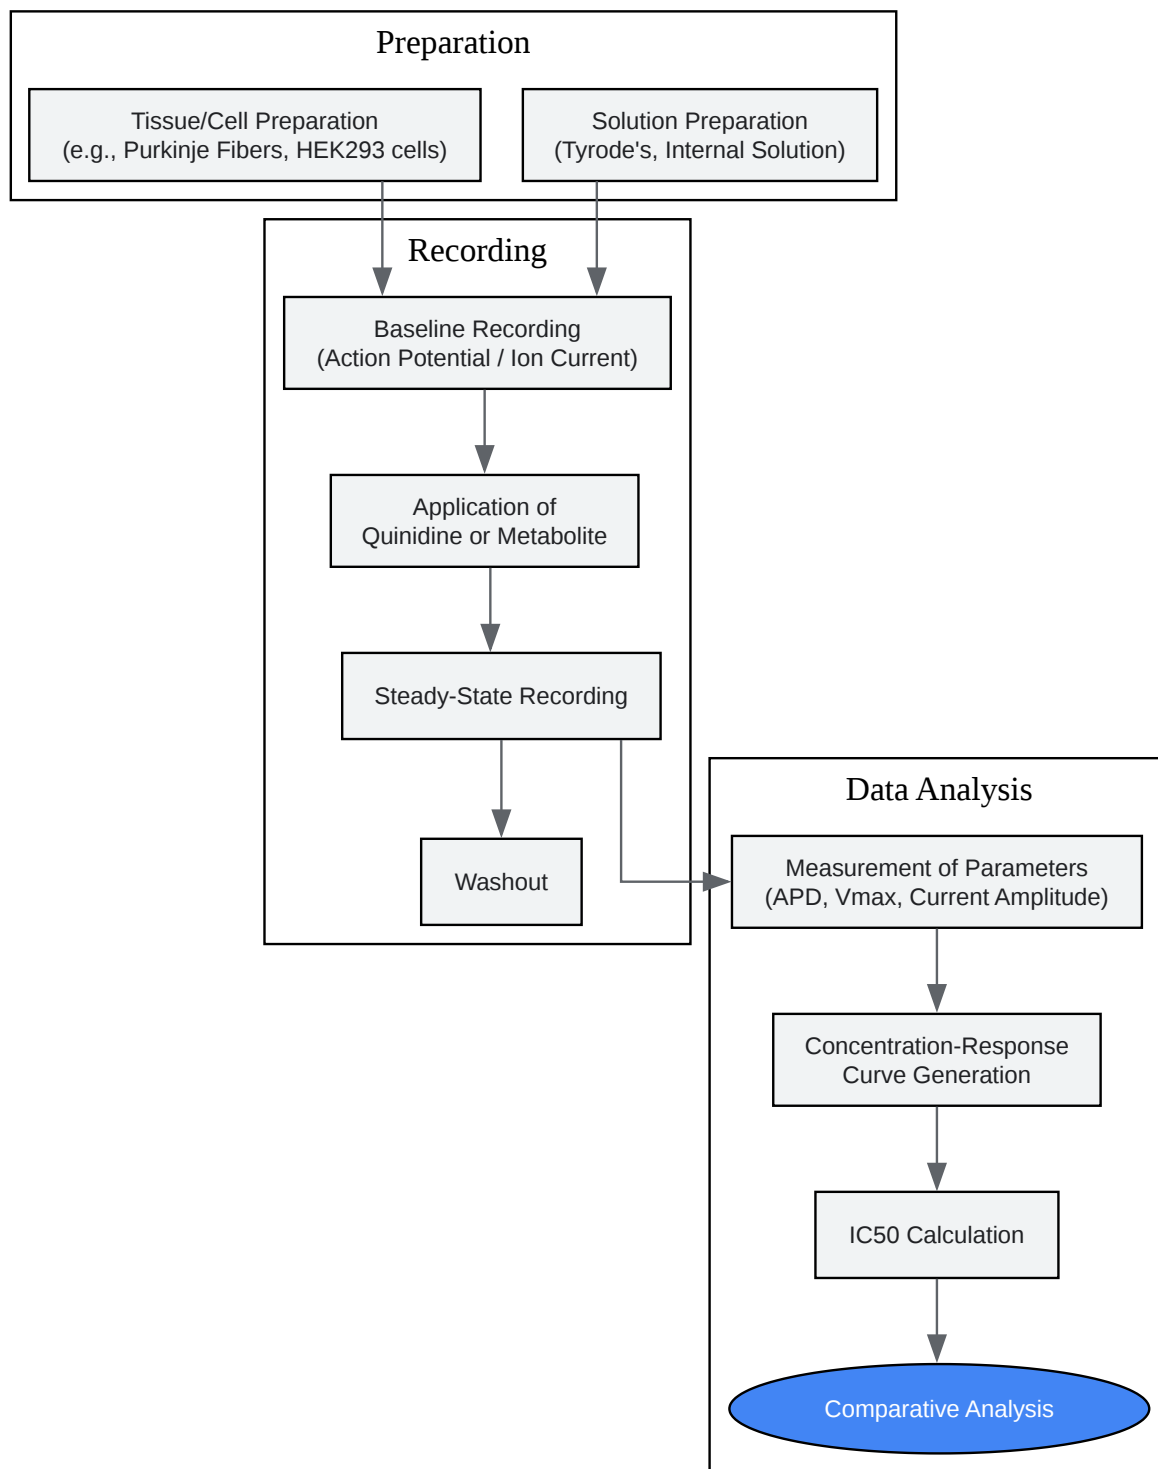 Preparation
Tissue/Cell Preparation
(e.g., Purkinje Fibers, HEK293 cells)
Solution Preparation
(Tyrode's, Internal Solution)
Recording
Baseline Recording
(Action Potential / Ion Current)
Application of
Quinidine or Metabolite
Steady-State Recording
Washout
Data Analysis
Measurement of Parameters
(APD, Vmax, Current Amplitude)
Concentration-Response
Curve Generation
IC50 Calculation
Comparative Analysis